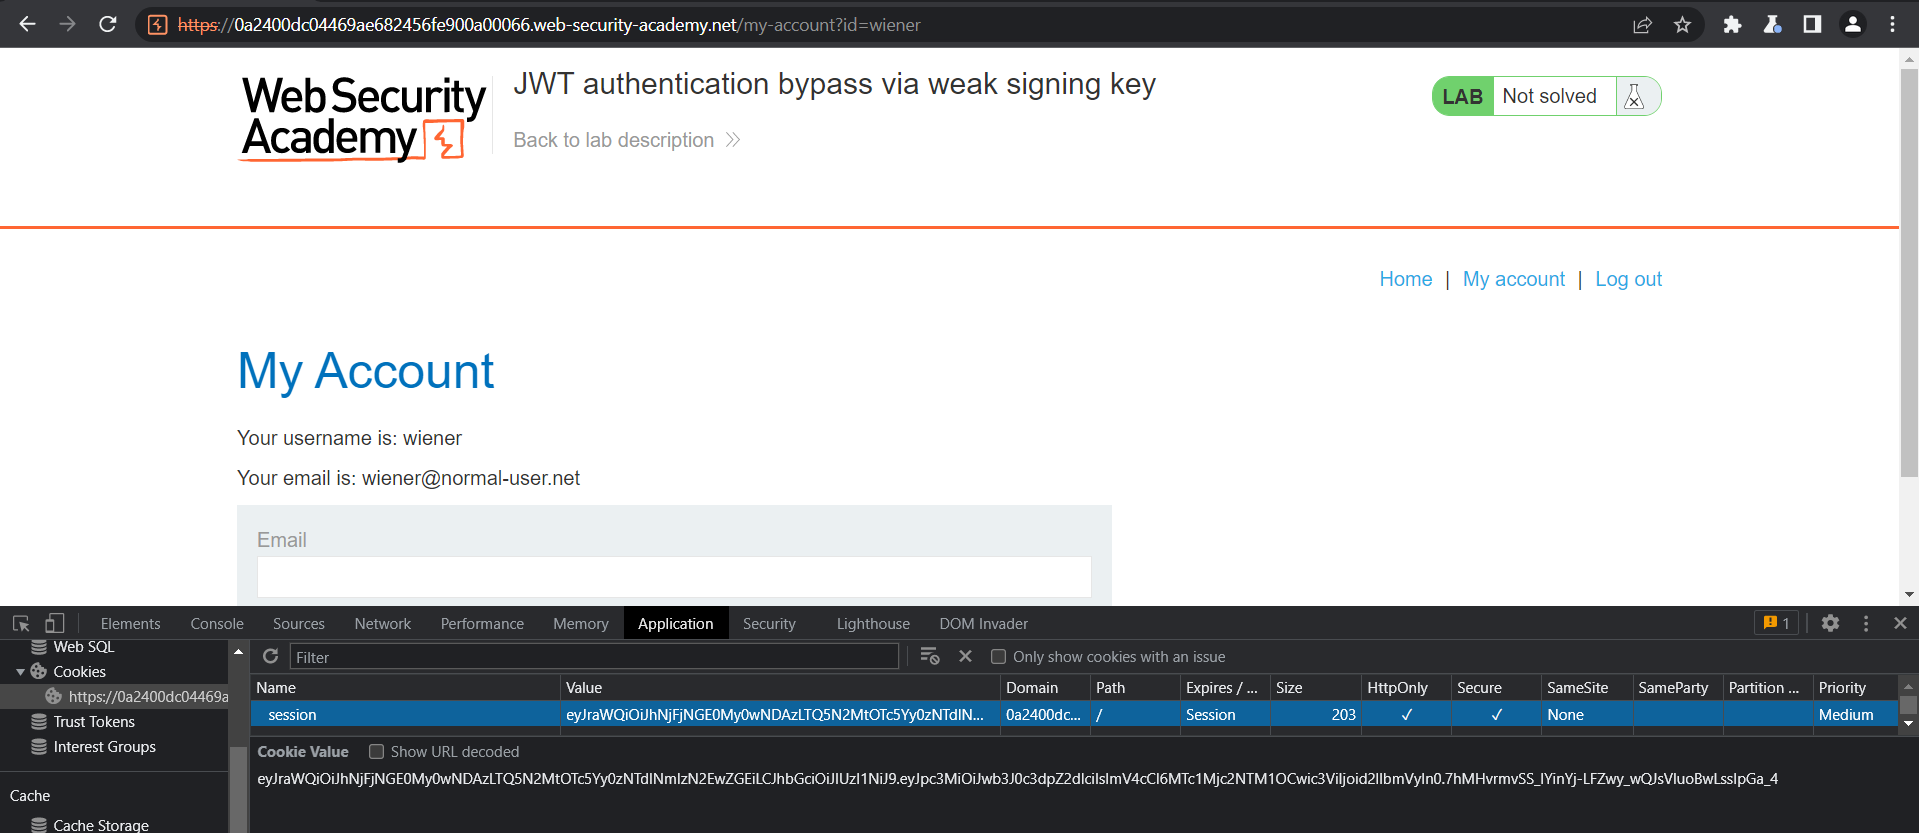 https://0a2400dc04469ae682456fe900a00066.web-security-academy.net/my-account?id=wiener
Web Security
Academy
JWT authentication bypass via weak signing key
Back to lab description
LAB Not solved
Home | My account | Log out
My Account
Your username is: wiener
Your email is: wiener@normal-user.net
Email
Elements Console Sources Network Performance Memory Application Security Lighthouse DOM Invader 1
Web SQL
Cookies
https://0a2400dc04469a
Trust Tokens
Interest Groups
Cache
Cache Storage
Filter
Only show cookies with an issue
Name Value Domain Path Expires / ... Size HttpOnly Secure SameSite SameParty Partition ... Priority
session eyJraWQiOiJhNjFjNGE0My0wNDAzLTQ5N2MtOTc5Yy0zNTdlN... 0a2400dc... / Session 203 ✓ ✓ None Medium
Cookie Value Show URL decoded